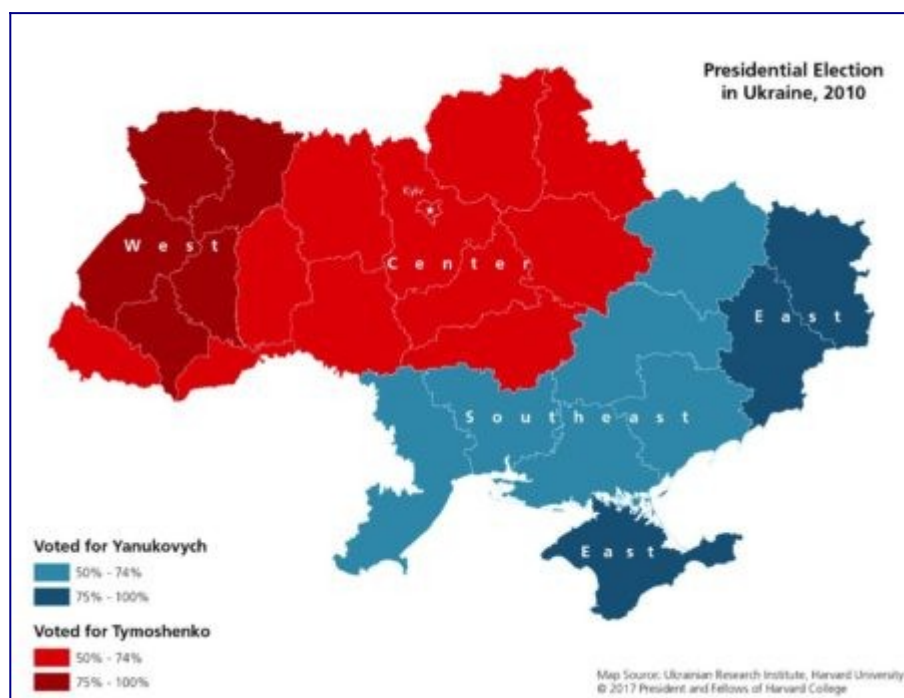 Presidential Election
in Ukraine, 2010
Kyiv
West
Center
East
Southeast
East
Voted for Yanukovych
50% - 74%
75% - 100%
Voted for Tymoshenko
50% - 74%
75% - 100%
Map Source: Ukrainian Research Institute, Harvard University
© 2017 President and Fellows of Harvard College